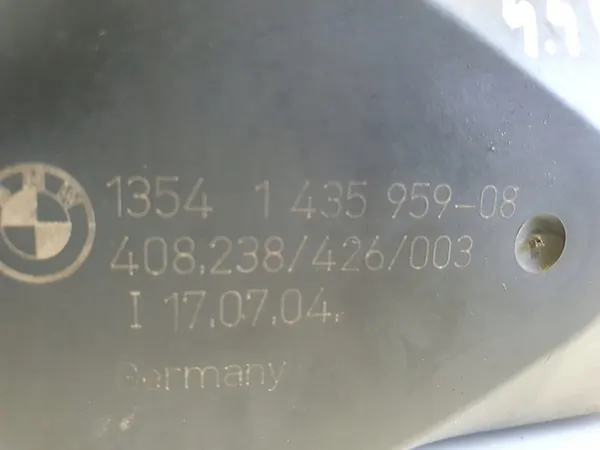 1354 1 435 959-08
408.238/426/003
I 17.07.04.
Germany